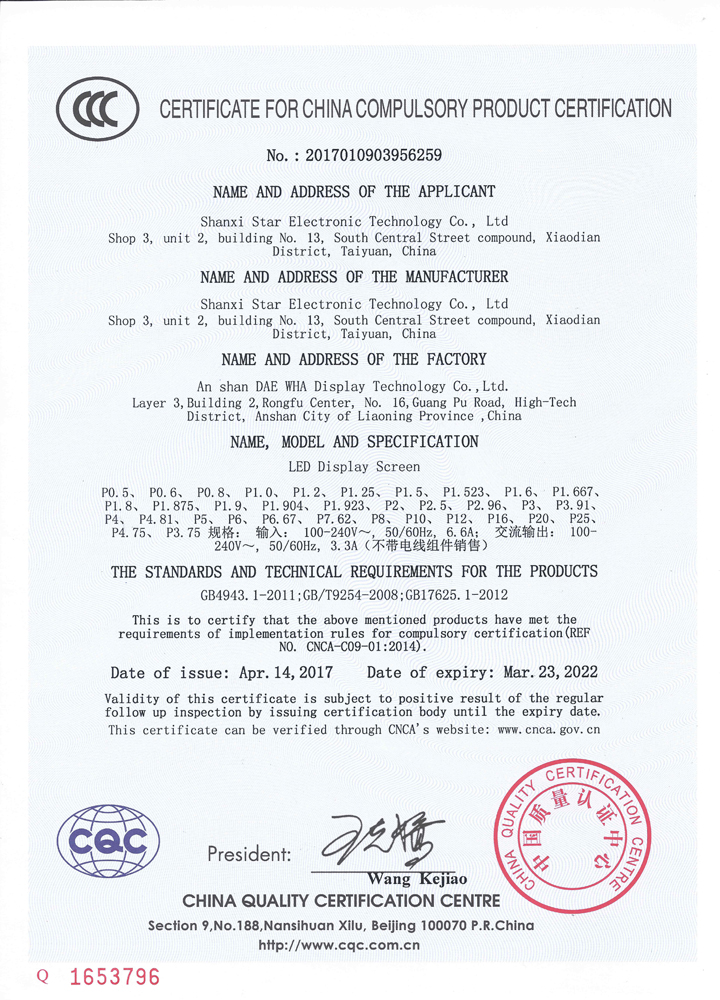 CCC
CERTIFICATE FOR CHINA COMPULSORY PRODUCT CERTIFICATION
No. : 2017010903956259
NAME AND ADDRESS OF THE APPLICANT
Shanxi Star Electronic Technology Co., Ltd
Shop 3, unit 2, building No. 13, South Central Street compound, Xiaodian
District, Taiyuan, China
NAME AND ADDRESS OF THE MANUFACTURER
Shanxi Star Electronic Technology Co., Ltd
Shop 3, unit 2, building No. 13, South Central Street compound, Xiaodian
District, Taiyuan, China
NAME AND ADDRESS OF THE FACTORY
An shan DAE WHA Display Technology Co.,Ltd.
Layer 3,Building 2,Rongfu Center, No. 16,Guang Pu Road, High-Tech
District, Anshan City of Liaoning Province ,China
NAME, MODEL AND SPECIFICATION
LED Display Screen
P0.5、 P0.6、 P0.8、 P1.0、 P1.2、 P1.25、 P1.5、 P1.523、 P1.6、 P1.667、
P1.8、 P1.875、 P1.9、 P1.904、 P1.923、 P2、 P2.5、 P2.96、 P3、 P3.91、
P4、 P4.81、 P5、 P6、 P6.67、 P7.62、 P8、 P10、 P12、 P16、 P20、 P25、
P4.75、 P3.75 规格： 输入： 100-240V～, 50/60Hz, 6.6A； 交流输出： 100-
240V～, 50/60Hz, 3.3A（不带电线组件销售）
THE STANDARDS AND TECHNICAL REQUIREMENTS FOR THE PRODUCTS
GB4943.1-2011;GB/T9254-2008;GB17625.1-2012
This is to certify that the above mentioned products have met the
requirements of implementation rules for compulsory certification(REF
NO. CNCA-C09-01:2014).
Date of issue: Apr.14,2017 Date of expiry: Mar.23,2022
Validity of this certificate is subject to positive result of the regular
follow up inspection by issuing certification body until the expiry date.
This certificate can be verified through CNCA's website: www.cnca.gov.cn
CHINA QUALITY CERTIFICATION CENTRE
中国质量认证中心
CQC
President:
Wang Kejiao
CHINA QUALITY CERTIFICATION CENTRE
Section 9,No.188,Nansihuan Xilu, Beijing 100070 P.R.China
http://www.cqc.com.cn
Q 1653796